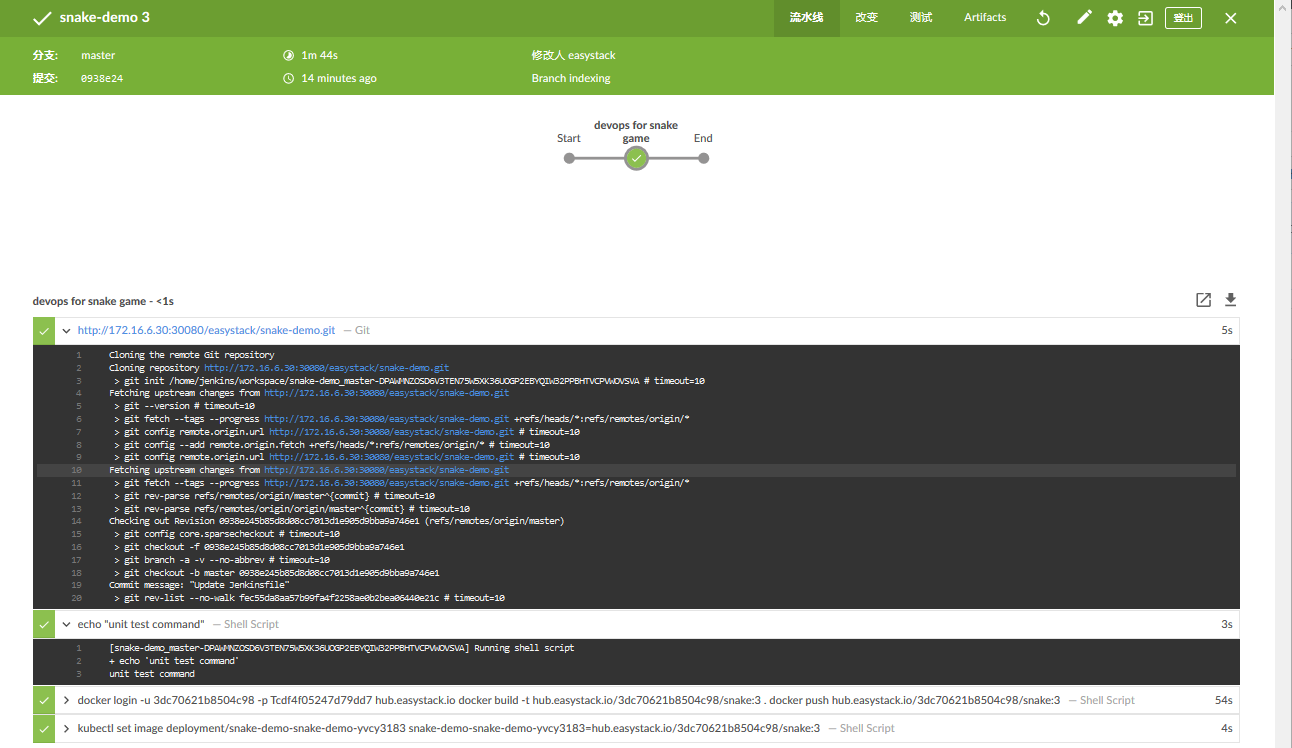 snake-demo 3
流水线 改变 测试 Artifacts 登出
分支: master 1m 44s 修改人 easystack
提交: 0938e24 14 minutes ago Branch indexing
devops for snake
Start game End
devops for snake game - <1s
http://172.16.6.30:30080/easystack/snake-demo.git — Git 5s
1 Cloning the remote Git repository
2 Cloning repository http://172.16.6.30:30080/easystack/snake-demo.git
3 > git init /home/jenkins/workspace/snake-demo_master-DPAWMNZOSD6V3TEN75W5XK36UOGP2EBYQIW32PPBHTVCPVWOVSVA # timeout=10
4 Fetching upstream changes from http://172.16.6.30:30080/easystack/snake-demo.git
5 > git --version # timeout=10
6 > git fetch --tags --progress http://172.16.6.30:30080/easystack/snake-demo.git +refs/heads/*:refs/remotes/origin/*
7 > git config remote.origin.url http://172.16.6.30:30080/easystack/snake-demo.git # timeout=10
8 > git config --add remote.origin.fetch +refs/heads/*:refs/remotes/origin/* # timeout=10
9 > git config remote.origin.url http://172.16.6.30:30080/easystack/snake-demo.git # timeout=10
10 Fetching upstream changes from http://172.16.6.30:30080/easystack/snake-demo.git
11 > git fetch --tags --progress http://172.16.6.30:30080/easystack/snake-demo.git +refs/heads/*:refs/remotes/origin/*
12 > git rev-parse refs/remotes/origin/master^{commit} # timeout=10
13 > git rev-parse refs/remotes/origin/origin/master^{commit} # timeout=10
14 Checking out Revision 0938e245b85d8d08cc7013d1e905d9bba9a746e1 (refs/remotes/origin/master)
15 > git config core.sparsecheckout # timeout=10
16 > git checkout -f 0938e245b85d8d08cc7013d1e905d9bba9a746e1
17 > git branch -a -v --no-abbrev # timeout=10
18 > git checkout -b master 0938e245b85d8d08cc7013d1e905d9bba9a746e1
19 Commit message: "Update Jenkinsfile"
20 > git rev-list --no-walk fec55da8aa57b99fa4f2258ae0b2bea06440e21c # timeout=10
echo "unit test command" — Shell Script 3s
1 [snake-demo_master-DPAWMNZOSD6V3TEN75W5XK36UOGP2EBYQIW32PPBHTVCPVWOVSVA] Running shell script
2 + echo 'unit test command'
3 unit test command
docker login -u 3dc70621b8504c98 -p Tcdf4f05247d79dd7 hub.easystack.io docker build -t hub.easystack.io/3dc70621b8504c98/snake:3 . docker push hub.easystack.io/3dc70621b8504c98/snake:3 — Shell Script 54s
kubectl set image deployment/snake-demo-snake-demo-yvcy3183 snake-demo-snake-demo-yvcy3183=hub.easystack.io/3dc70621b8504c98/snake:3 — Shell Script 4s